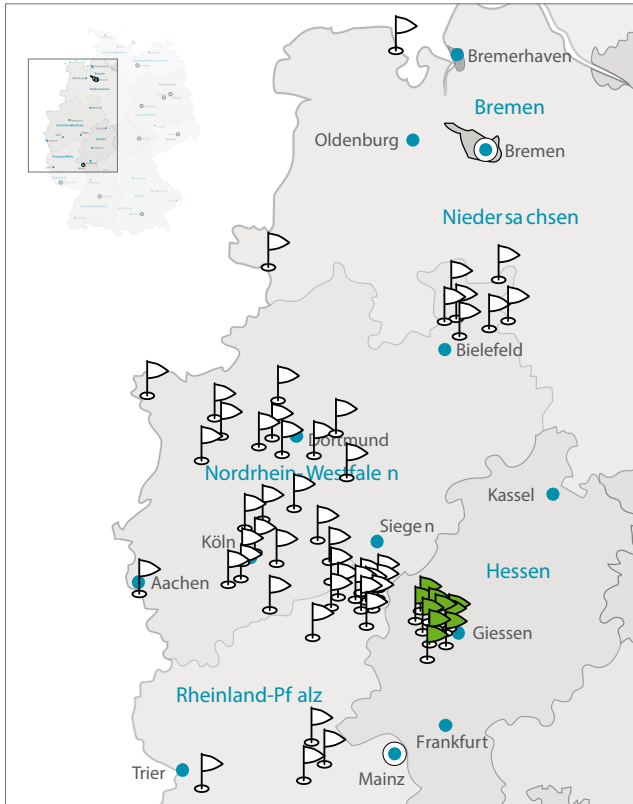 Bremerhaven
Bremen
Oldenburg
Bremen
Niedersachsen
Bielefeld
Dortmund
Nordrhein-Westfalen
Kassel
Siegen
Köln
Hessen
Aachen
Giessen
Rheinland-Pfalz
Frankfurt
Trier
Mainz